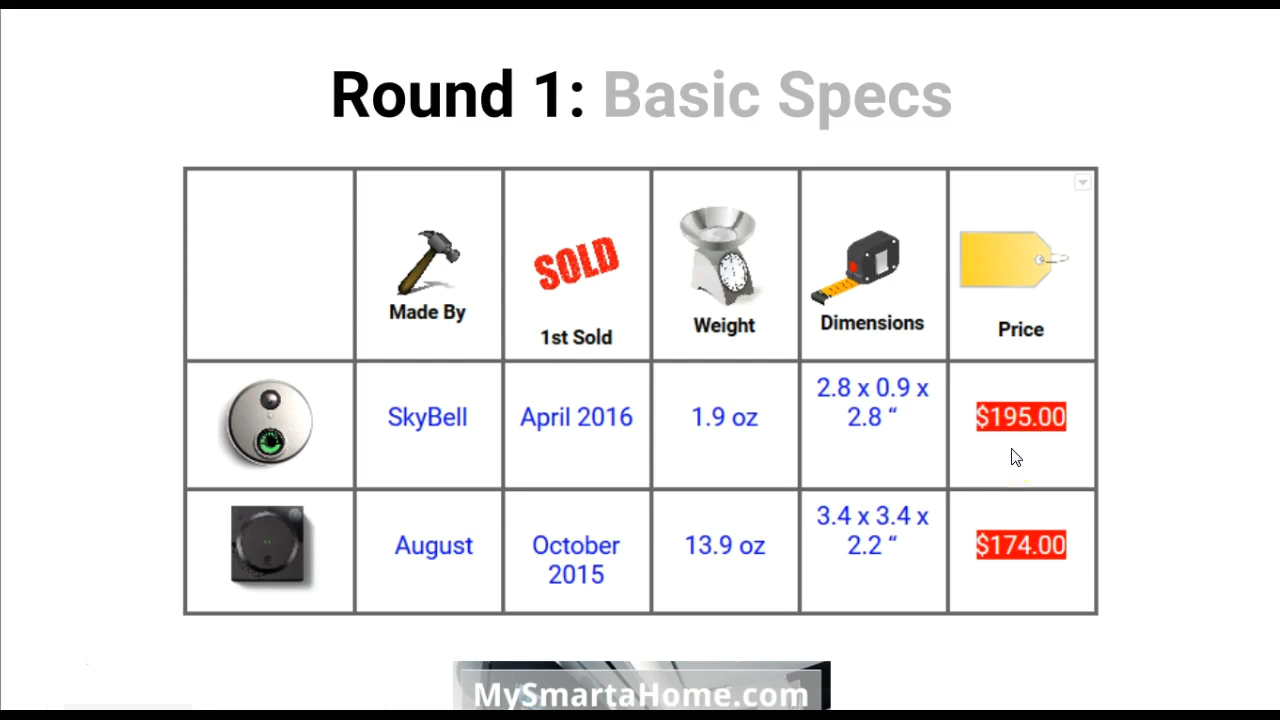 Round 1: Basic Specs
Made By
SOLD
1st Sold
Weight
Dimensions
Price
SkyBell
April 2016
1.9 oz
2.8 x 0.9 x
2.8 “
$195.00
August
October
2015
13.9 oz
3.4 x 3.4 x
2.2 “
$174.00
MySmartaHome.com